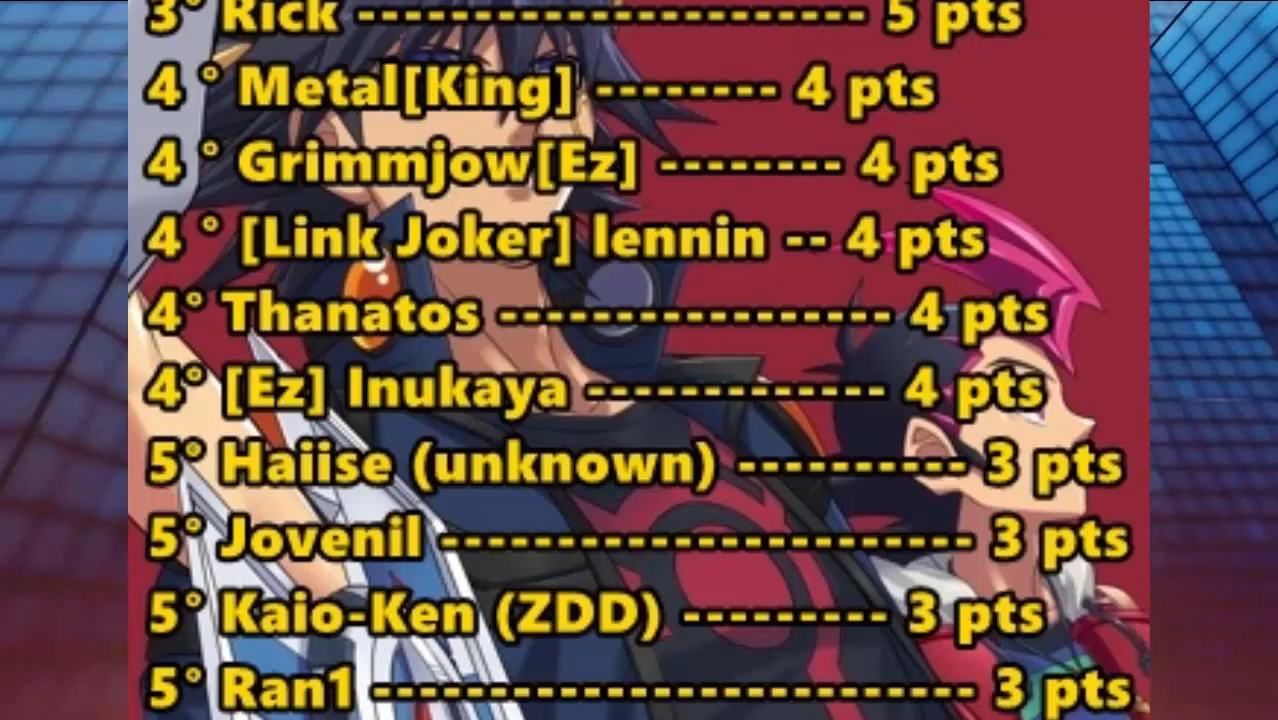 3° Rick ---------------------- 5 pts
4 ° Metal[King] -------- 4 pts
4 ° Grimmjow[Ez] -------- 4 pts
4 ° [Link Joker] lennin -- 4 pts
4° Thanatos ----------------- 4 pts
4° [Ez] Inukaya ------------- 4 pts
5° Haiise (unknown) ---------- 3 pts
5° Jovenil ----------------------- 3 pts
5° Kaio-Ken (ZDD) --------- 3 pts
5° Ran1 -------------------------- 3 pts